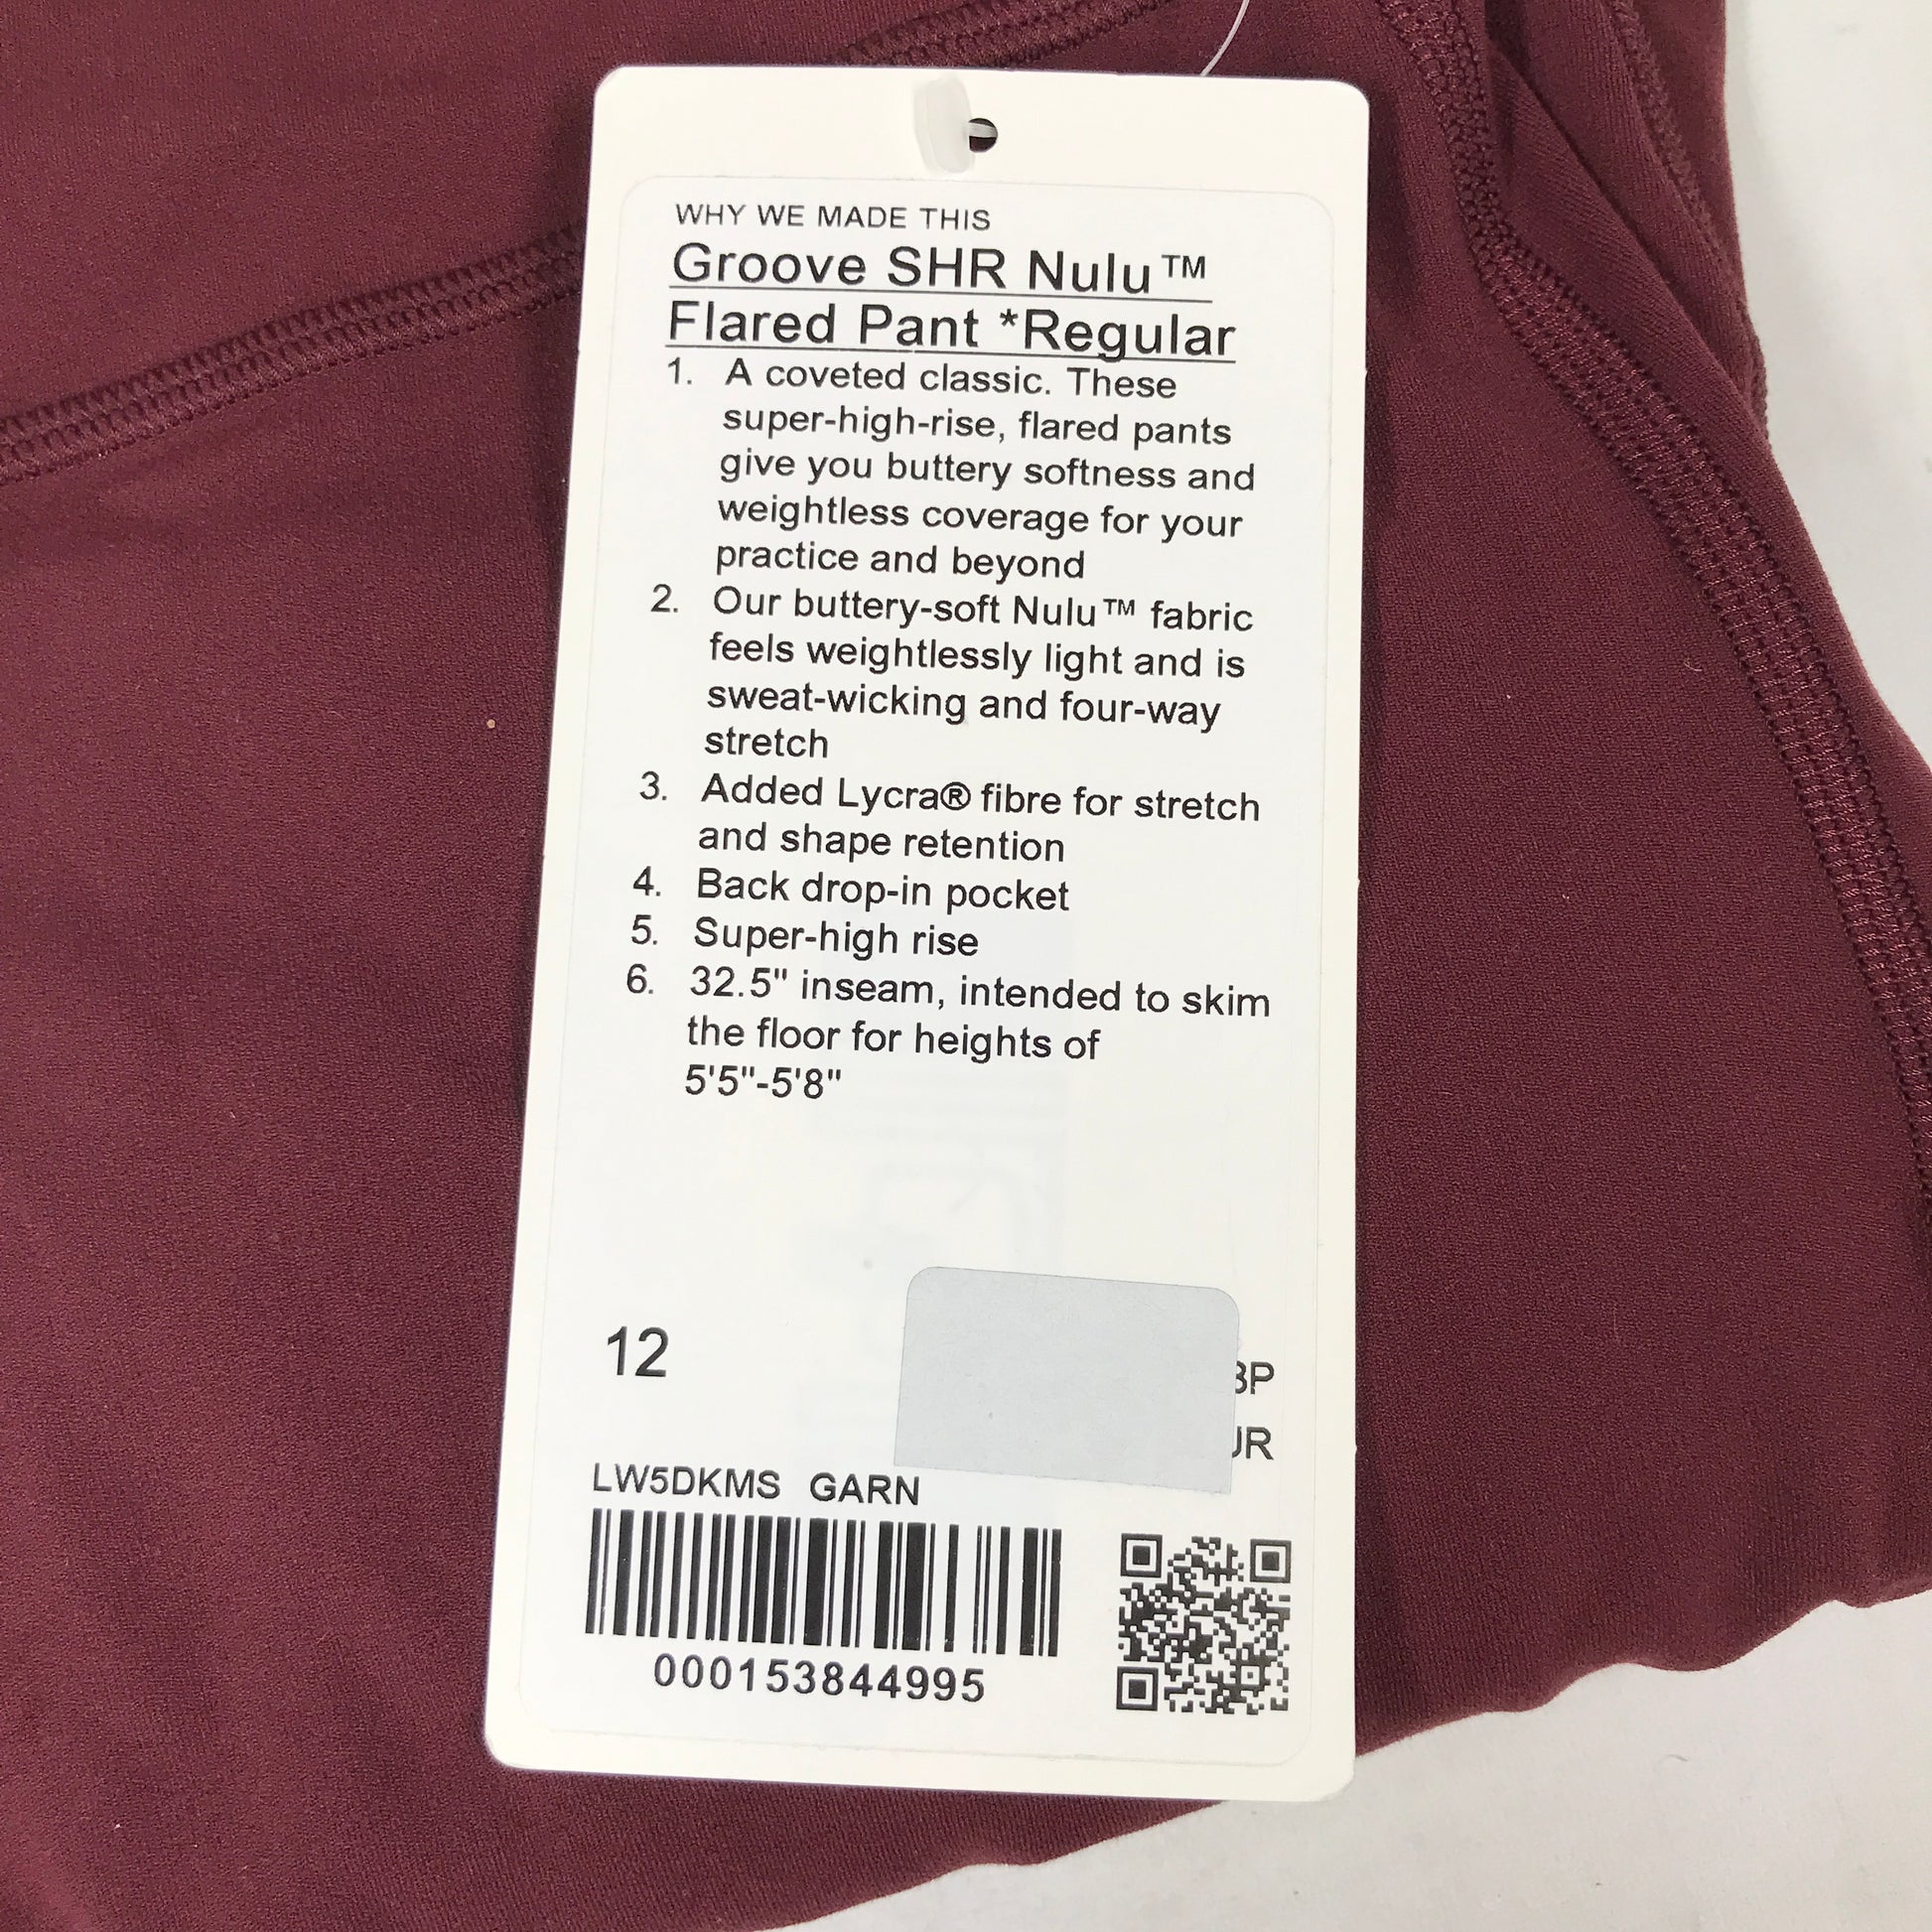 WHY WE MADE THIS
Groove SHR Nulu™
Flared Pant *Regular
1. A coveted classic. These
super-high-rise, flared pants
give you buttery softness and
weightless coverage for your
practice and beyond
2. Our buttery-soft Nulu™ fabric
feels weightlessly light and is
sweat-wicking and four-way
stretch
3. Added Lycra® fibre for stretch
and shape retention
4. Back drop-in pocket
5. Super-high rise
6. 32.5" inseam, intended to skim
the floor for heights of
5'5"-5'8"
12
LW5DKMS GARN
000153844995